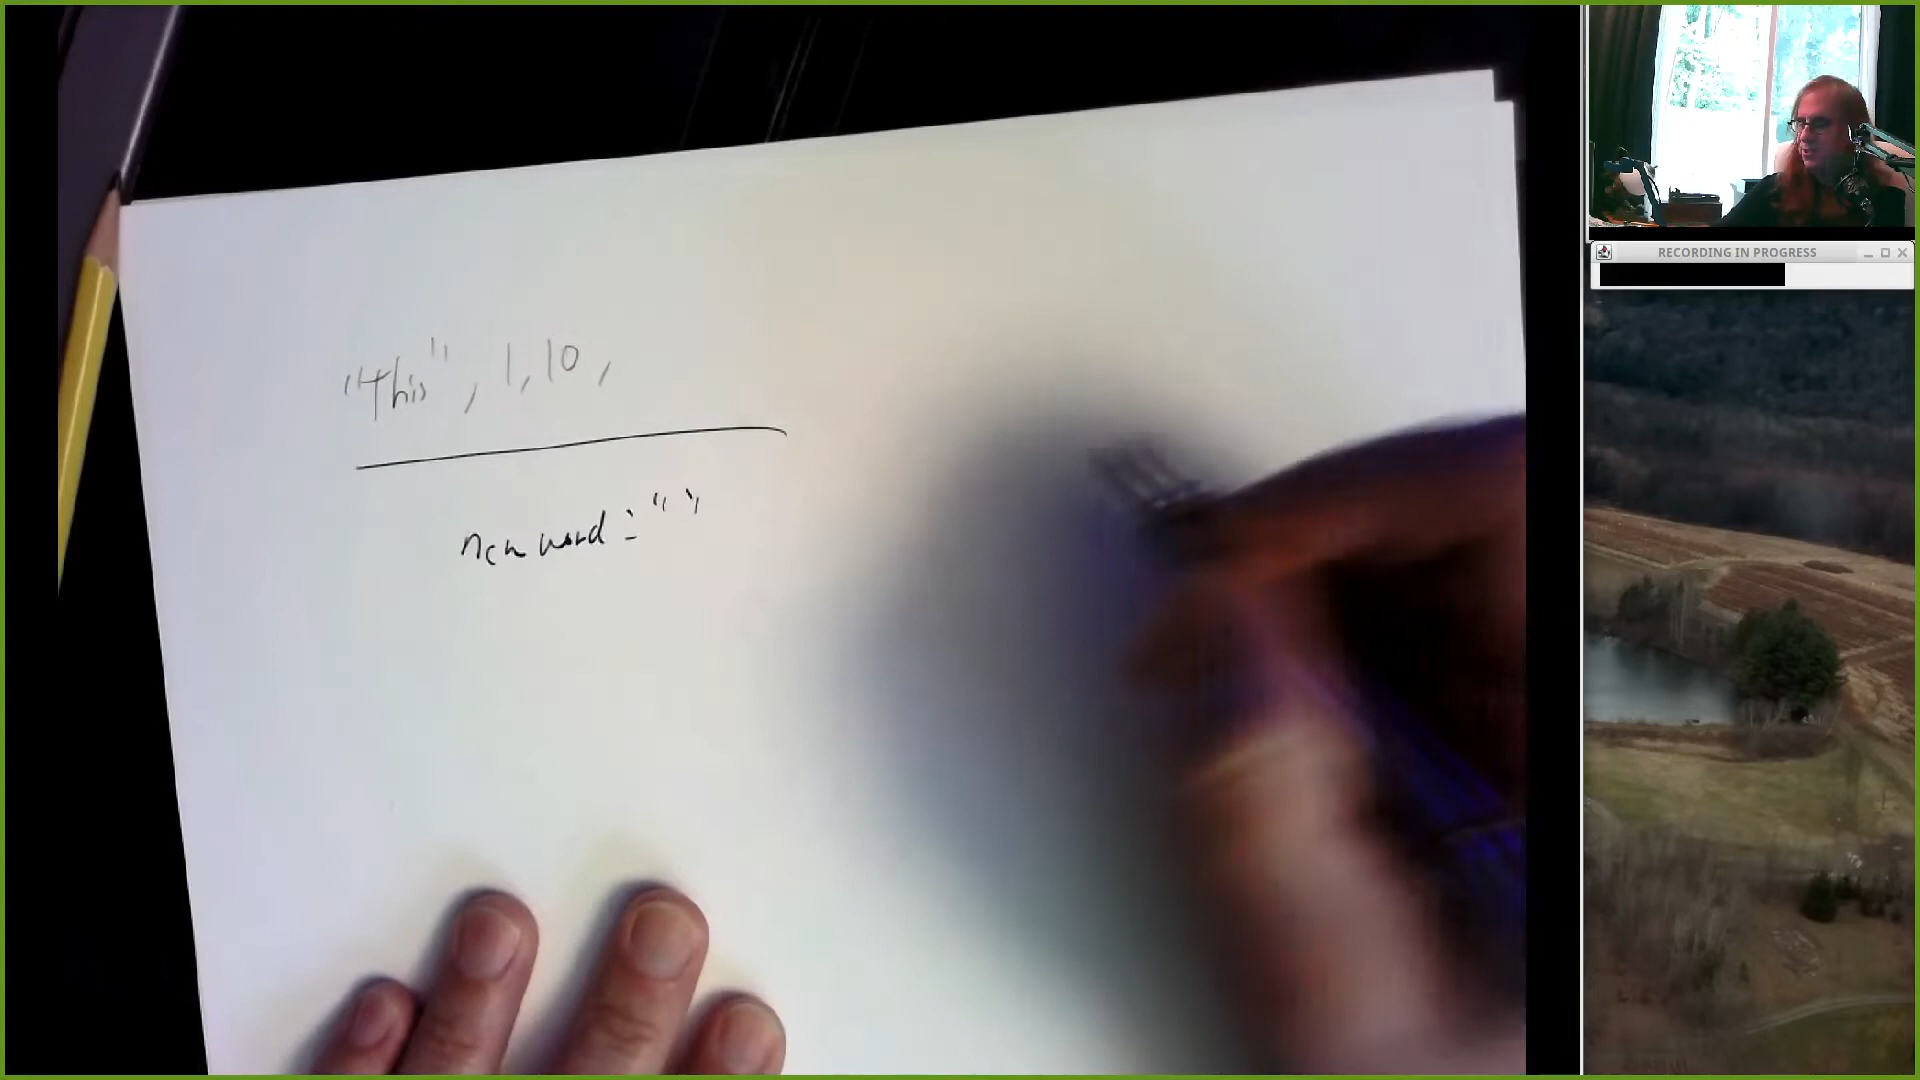 "This", 1, 10,
new word = " "
RECORDING IN PROGRESS